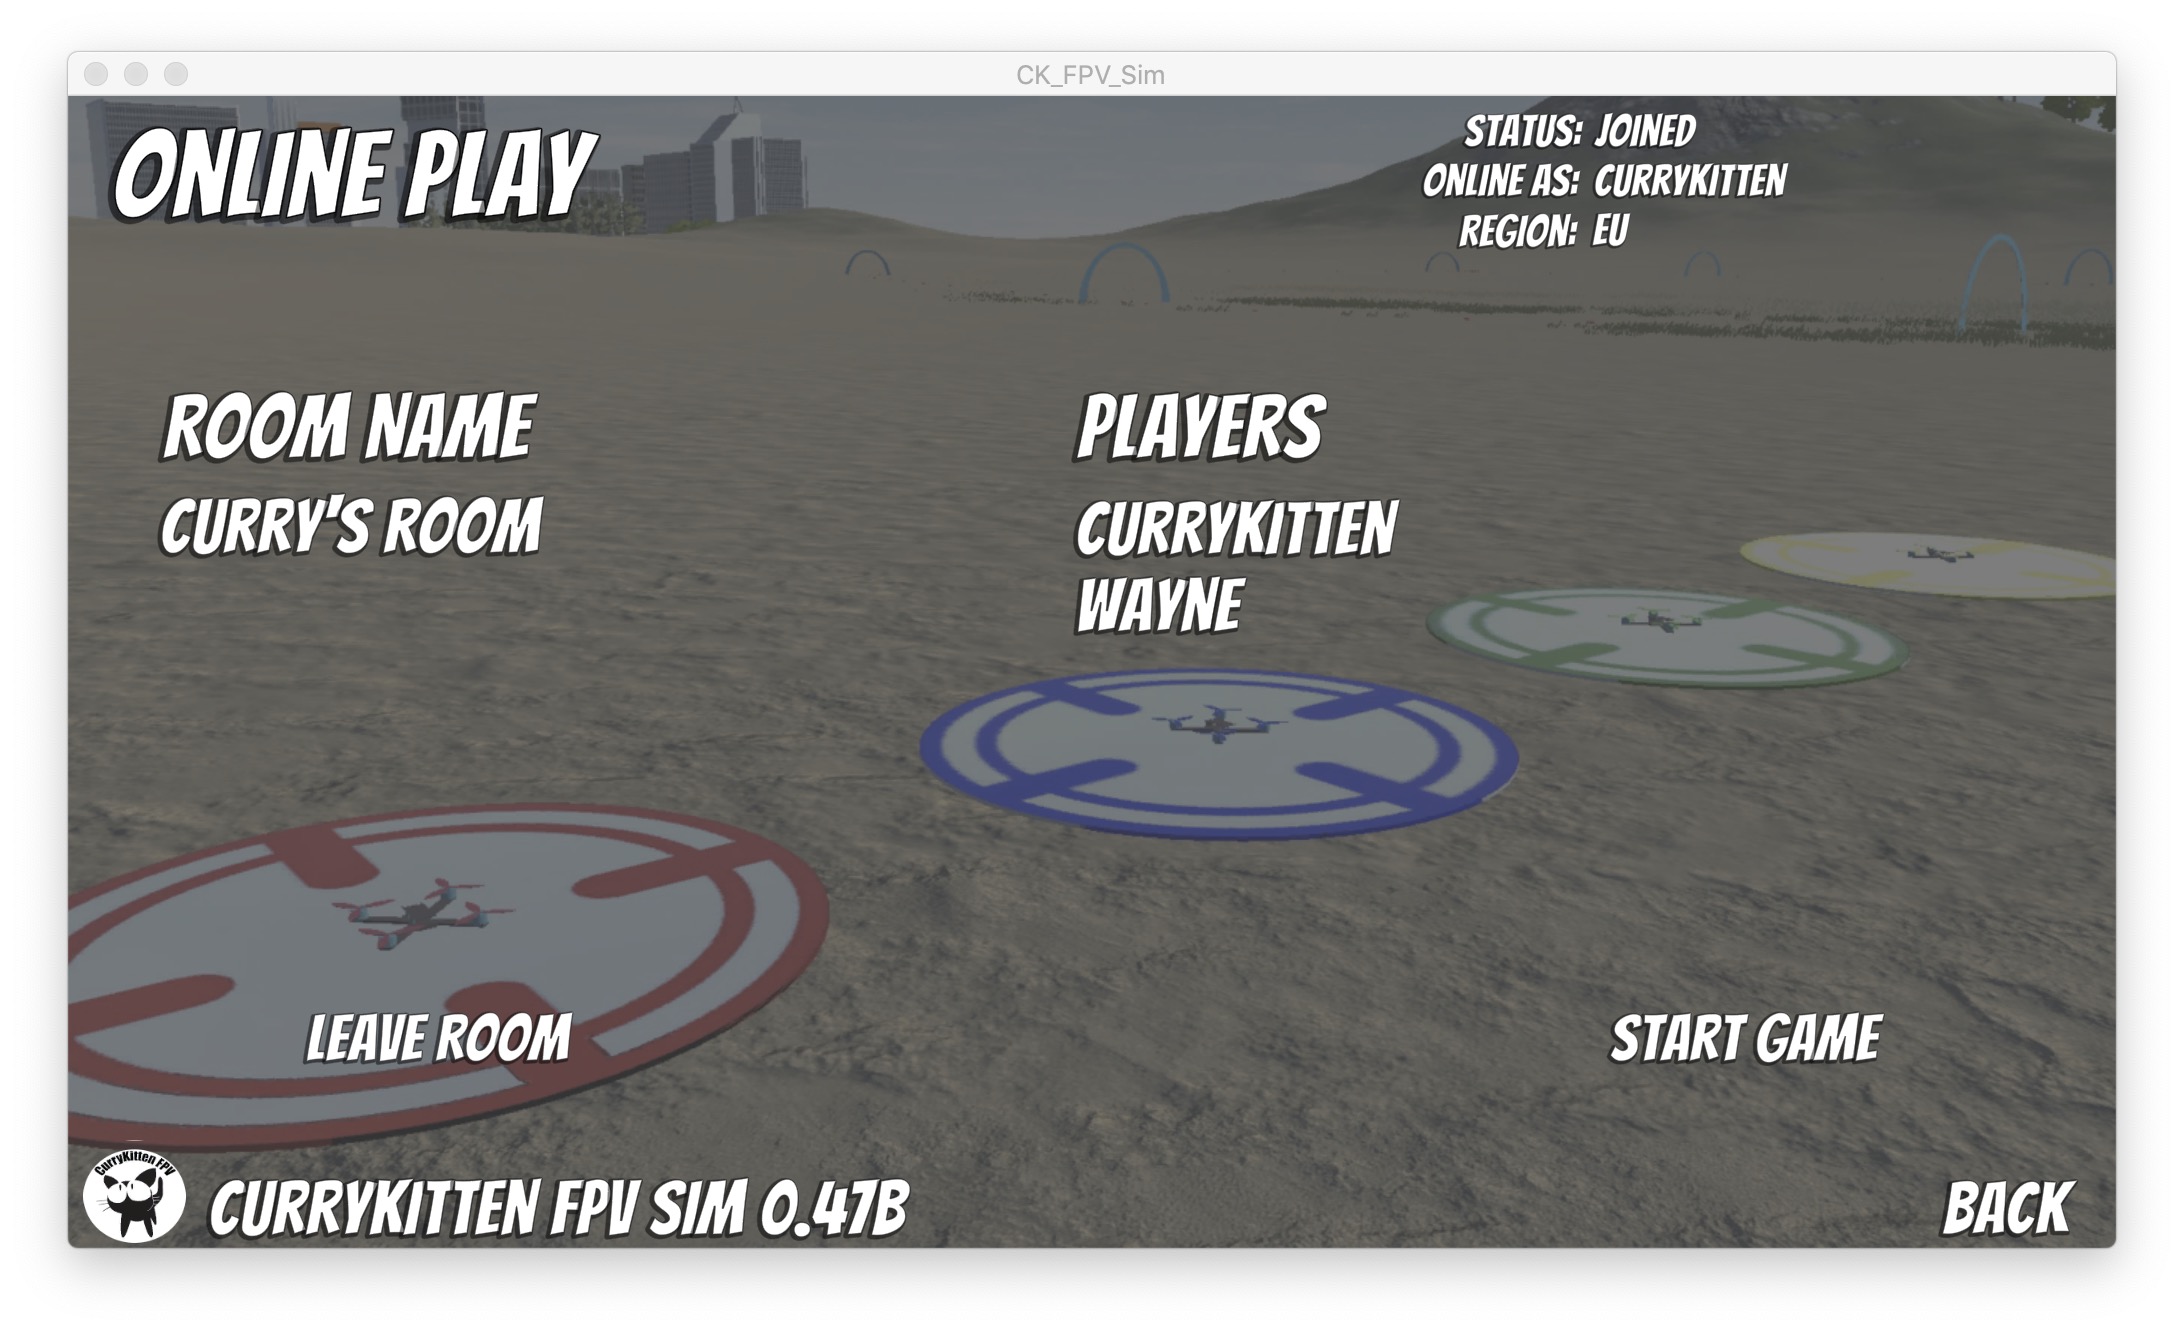 CK_FPV_Sim
ONLINE PLAY
STATUS: JOINED
ONLINE AS: CURRYKITTEN
REGION: EU
ROOM NAME
CURRY'S ROOM
PLAYERS
CURRYKITTEN
WAYNE
LEAVE ROOM
START GAME
CurryKitten FPV
CURRYKITTEN FPV SIM 0.47B
BACK